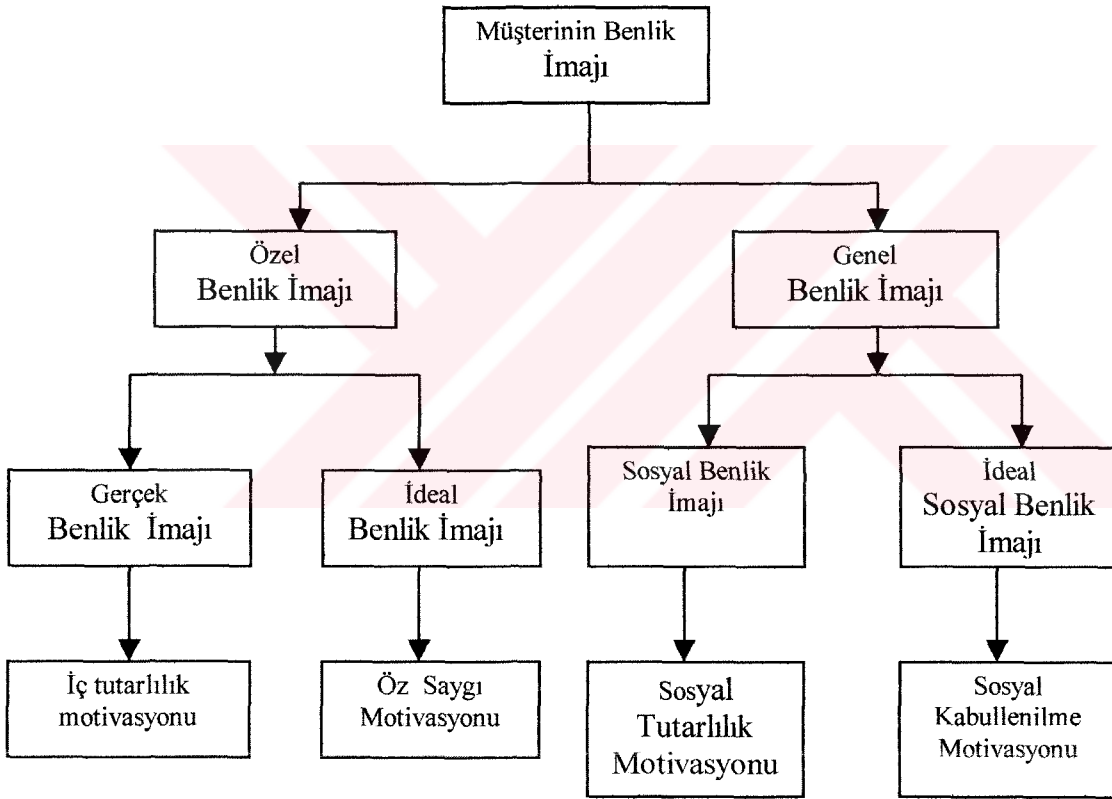 Müşterinin Benlik
İmajı
Özel
Benlik İmajı
Genel
Benlik İmajı
Gerçek
Benlik İmajı
İdeal
Benlik İmajı
Sosyal Benlik
İmajı
İdeal
Sosyal Benlik
İmajı
İç tutarlılık
motivasyonu
Öz Saygı
Motivasyonu
Sosyal
Tutarlılık
Motivasyonu
Sosyal
Kabullenilme
Motivasyonu